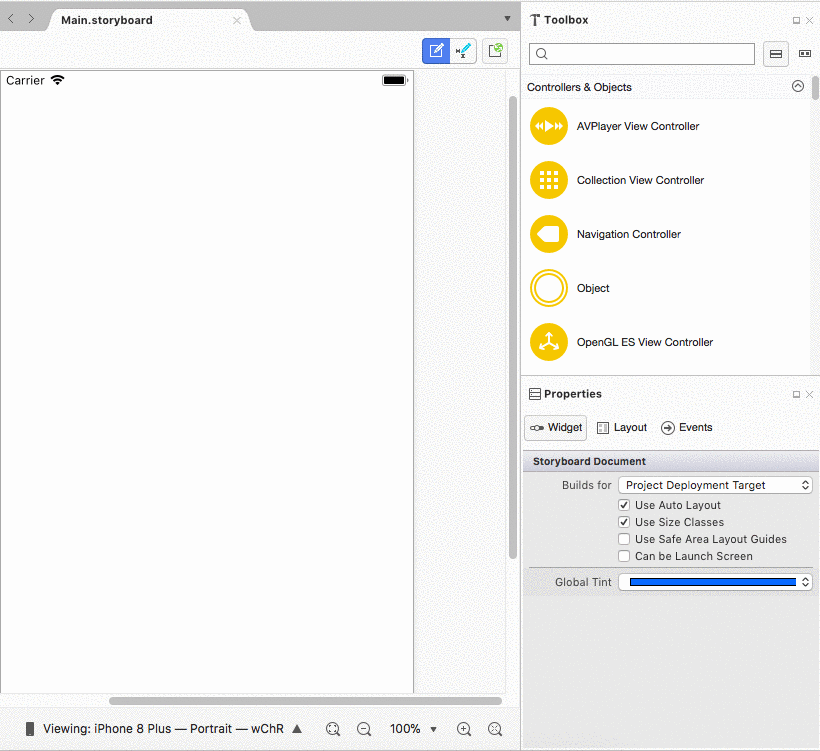 Main.storyboard
Carrier
Toolbox
Controllers & Objects
AVPlayer View Controller
Collection View Controller
Navigation Controller
Object
OpenGL ES View Controller
Properties
Widget Layout Events
Storyboard Document
Builds for Project Deployment Target
Use Auto Layout
Use Size Classes
Use Safe Area Layout Guides
Can be Launch Screen
Global Tint
Viewing: iPhone 8 Plus — Portrait — wChR 100%